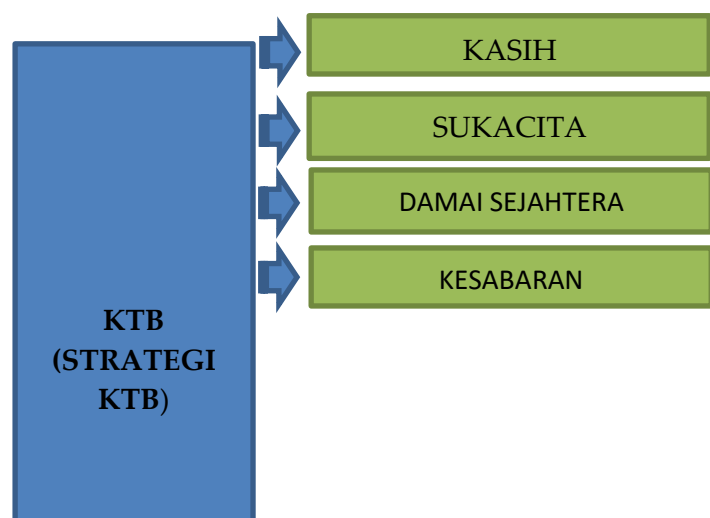 KASIH
SUKACITA
DAMAI SEJAHTERA
KESABARAN
KTB
(STRATEGI
KTB)